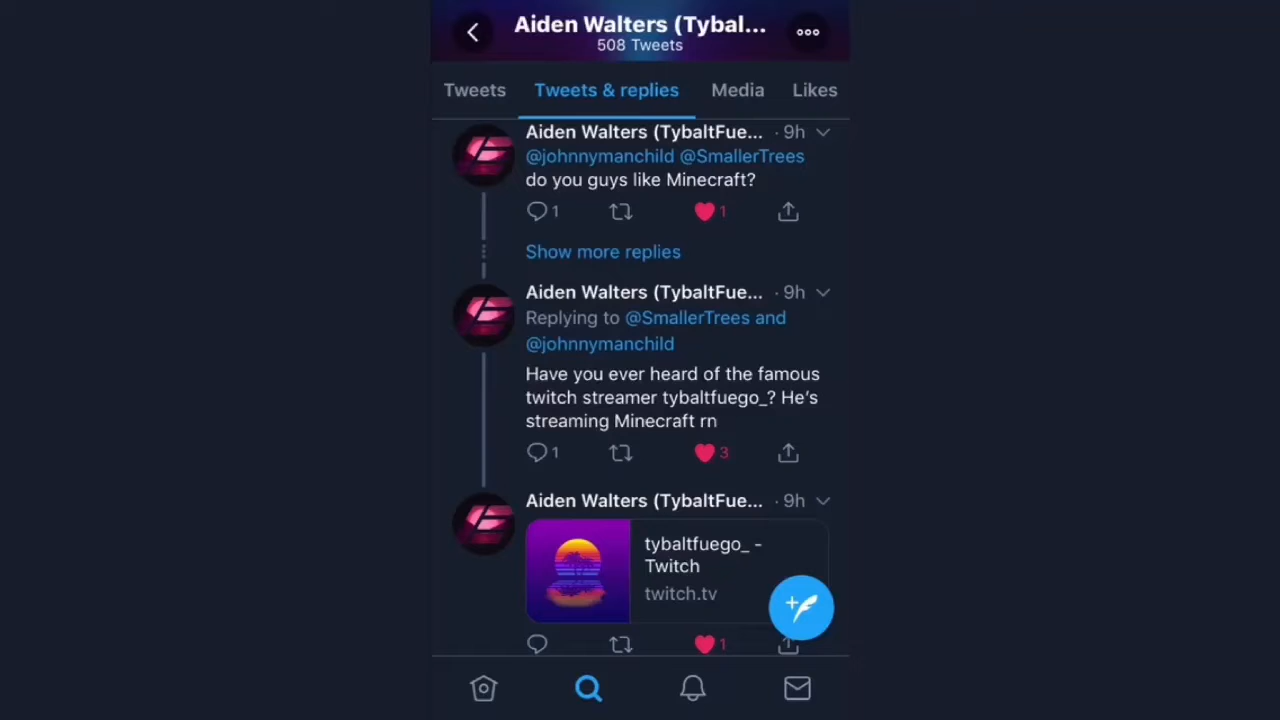 Aiden Walters (Tybal...
508 Tweets
Tweets Tweets & replies Media Likes
Aiden Walters (TybaltFue... · 9h
@johnnymanchild @SmallerTrees
do you guys like Minecraft?
1 1
Show more replies
Aiden Walters (TybaltFue... · 9h
Replying to @SmallerTrees and
@johnnymanchild
Have you ever heard of the famous
twitch streamer tybaltfuego_? He’s
streaming Minecraft rn
1 3
Aiden Walters (TybaltFue... · 9h
tybaltfuego_ -
Twitch
twitch.tv
1